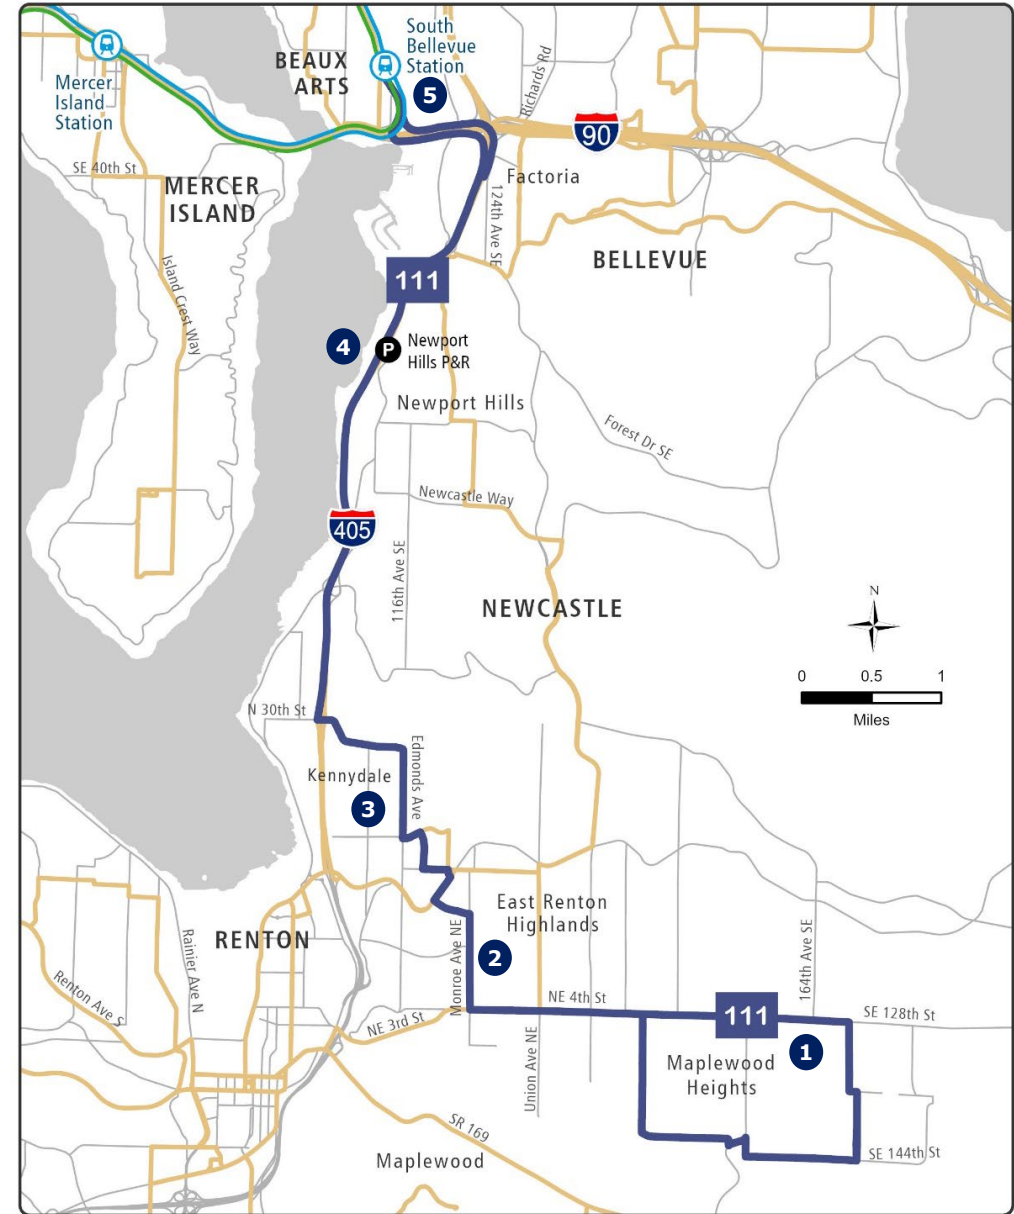 South
Bellevue
Station
BEAUX
ARTS
5
Mercer
Island
Station
Richards Rd
90
SE 40th St
MERCER
ISLAND
Factoria
124th Ave SE
BELLEVUE
111
Island Crest Way
4
P
Newport
Hills P&R
Newport Hills
Forest Dr SE
Newcastle Way
405
116th Ave SE
NEWCASTLE
N
0 0.5 1
Miles
N 30th St
Edmonds Ave
Kennydale
3
East Renton
Highlands
RENTON
Monroe Ave NE
2
164th Ave SE
Rainier Ave N
Renton Ave S
NE 4th St
111
SE 128th St
NE 3rd St
1
Union Ave NE
Maplewood
Heights
SR 169
Maplewood
SE 144th St